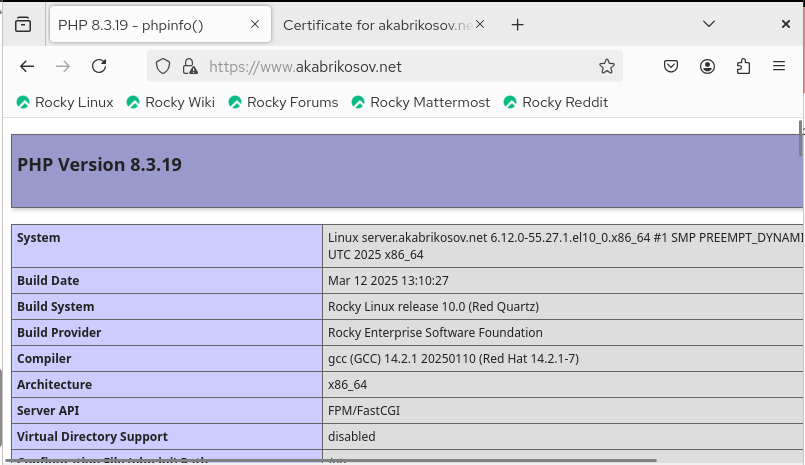 PHP 8.3.19 - phpinfo()
Certificate for akabrikosov.ne
https://www.akabrikosov.net
Rocky Linux Rocky Wiki Rocky Forums Rocky Mattermost Rocky Reddit
PHP Version 8.3.19
System Linux server.akabrikosov.net 6.12.0-55.27.1.el10_0.x86_64 #1 SMP PREEMPT_DYNAMI
UTC 2025 x86_64
Build Date Mar 12 2025 13:10:27
Build System Rocky Linux release 10.0 (Red Quartz)
Build Provider Rocky Enterprise Software Foundation
Compiler gcc (GCC) 14.2.1 20250110 (Red Hat 14.2.1-7)
Architecture x86_64
Server API FPM/FastCGI
Virtual Directory Support disabled